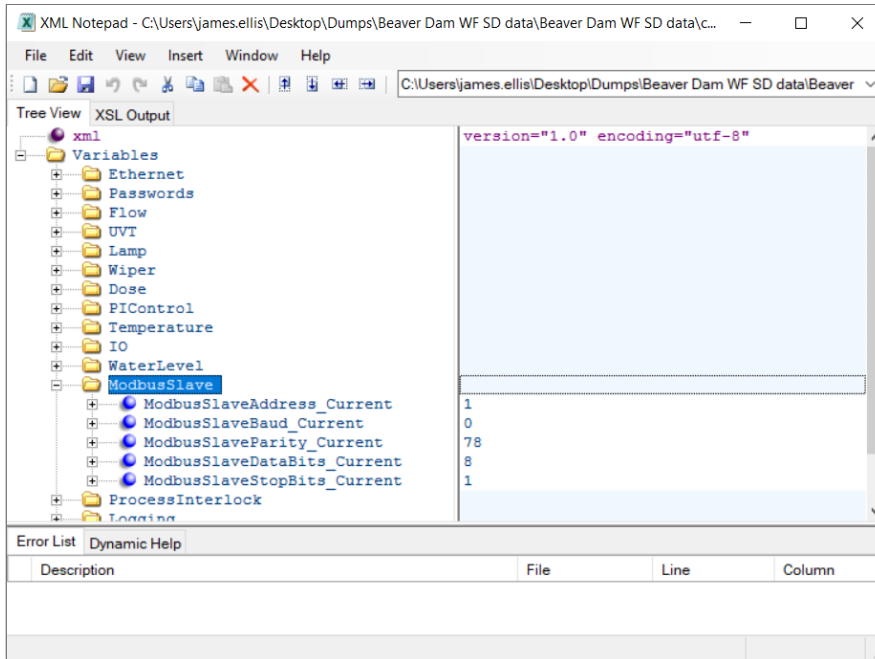 XML Notepad - C:\Users\james.ellis\Desktop\Dumps\Beaver Dam WF SD data\Beaver Dam WF SD data\c...
File Edit View Insert Window Help
C:\Users\james.ellis\Desktop\Dumps\Beaver Dam WF SD data\Beaver
Tree View XSL Output
xml version="1.0" encoding="utf-8"
Variables
Ethernet
Passwords
Flow
UVT
Lamp
Wiper
Dose
PIControl
Temperature
IO
WaterLevel
ModbusSlave
ModbusSlaveAddress_Current 1
ModbusSlaveBaud_Current 0
ModbusSlaveParity_Current 78
ModbusSlaveDataBits_Current 8
ModbusSlaveStopBits_Current 1
ProcessInterlock
Logging
Error List Dynamic Help
Description File Line Column